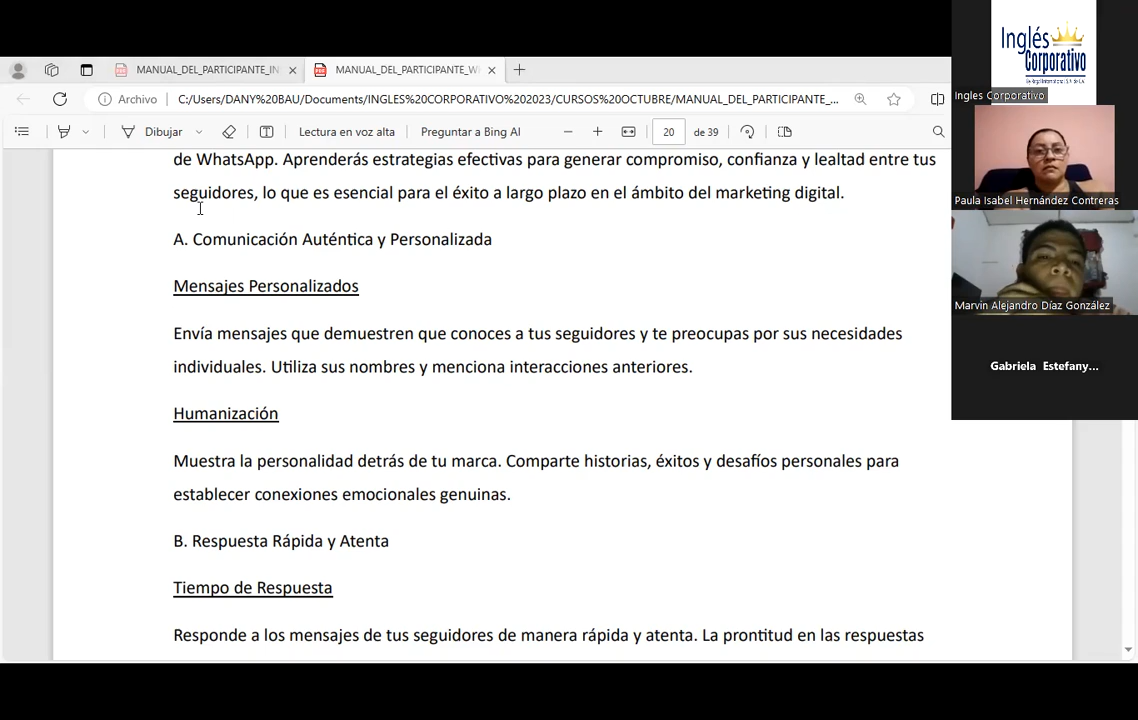 MANUAL_DEL_PARTICIPANTE_IN
MANUAL_DEL_PARTICIPANTE_W
Archivo
C:/Users/DANY%20BAU/Documents/INGLES%20CORPORATIVO%202023/CURSOS%20OCTUBRE/MANUAL_DEL_PARTICIPANTE_...
Dibujar
Lectura en voz alta
Preguntar a Bing AI
20
de 39
de WhatsApp. Aprenderás estrategias efectivas para generar compromiso, confianza y lealtad entre tus
seguidores, lo que es esencial para el éxito a largo plazo en el ámbito del marketing digital.
A. Comunicación Auténtica y Personalizada
Mensajes Personalizados
Envía mensajes que demuestren que conoces a tus seguidores y te preocupas por sus necesidades
individuales. Utiliza sus nombres y menciona interacciones anteriores.
Humanización
Muestra la personalidad detrás de tu marca. Comparte historias, éxitos y desafíos personales para
establecer conexiones emocionales genuinas.
B. Respuesta Rápida y Atenta
Tiempo de Respuesta
Responde a los mensajes de tus seguidores de manera rápida y atenta. La prontitud en las respuestas
Inglés
Corporativo
Ingles Corporativo
Paula Isabel Hernández Contreras
Marvin Alejandro Díaz González
Gabriela Estefany...